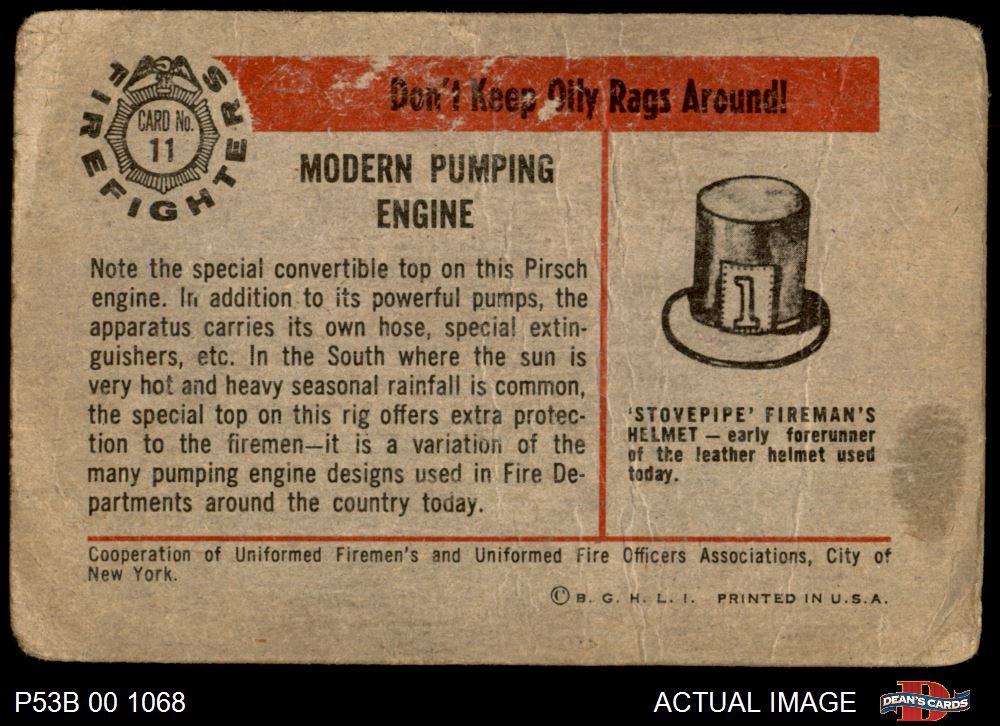 FIREFIGHTERS
CARD No.
11
Don't Keep Oily Rags Around!
MODERN PUMPING
ENGINE
Note the special convertible top on this Pirsch
engine. In addition to its powerful pumps, the
apparatus carries its own hose, special extin-
guishers, etc. In the South where the sun is
very hot and heavy seasonal rainfall is common,
the special top on this rig offers extra protec-
tion to the firemen—it is a variation of the
many pumping engine designs used in Fire De-
partments around the country today.
1
'STOVEPIPE' FIREMAN'S
HELMET — early forerunner
of the leather helmet used
today.
Cooperation of Uniformed Firemen's and Uniformed Fire Officers Associations, City of
New York.
© B. G. H. L. I. PRINTED IN U.S.A.
P53B 00 1068
ACTUAL IMAGE
DEAN'S CARDS